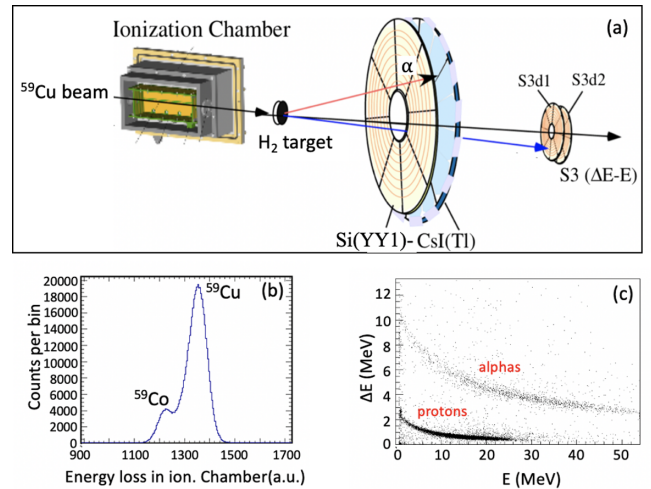 Ionization Chamber
(a)
⁵⁹Cu beam
H₂ target
α
S3d1
S3d2
S3 (ΔE-E)
Si(YY1)- CsI(Tl)
(b)
⁵⁹Cu
⁵⁹Co
Counts per bin
20000
18000
16000
14000
12000
10000
8000
6000
4000
2000
0
900
1100
1300
1500
1700
Energy loss in ion. Chamber(a.u.)
(c)
alphas
protons
ΔE (MeV)
12
10
8
6
4
2
0
0
10
20
30
40
50
E (MeV)